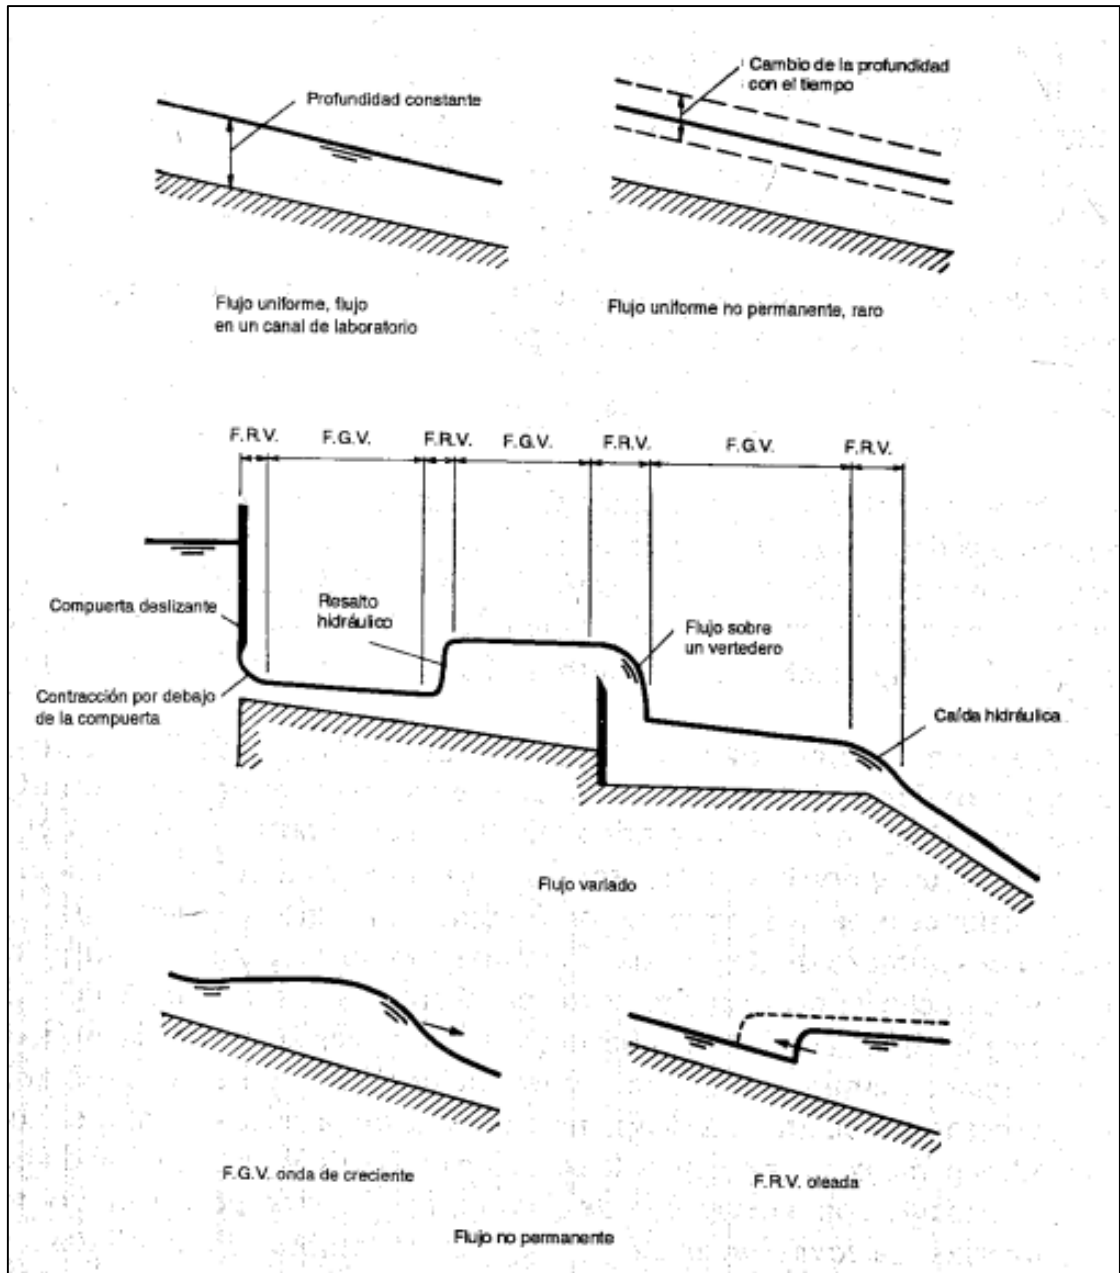 Profundidad constante
Cambio de la profundidad
con el tiempo
Flujo uniforme, flujo
en un canal de laboratorio
Flujo uniforme no permanente, raro
F.R.V.
F.G.V.
F.R.V.
F.G.V.
F.R.V.
F.G.V.
F.R.V.
Compuerta deslizante
Resalto
hidráulico
Flujo sobre
un vertedero
Contracción por debajo
de la compuerta
Caída hidráulica
Flujo variado
F.G.V. onda de creciente
F.R.V. oleada
Flujo no permanente